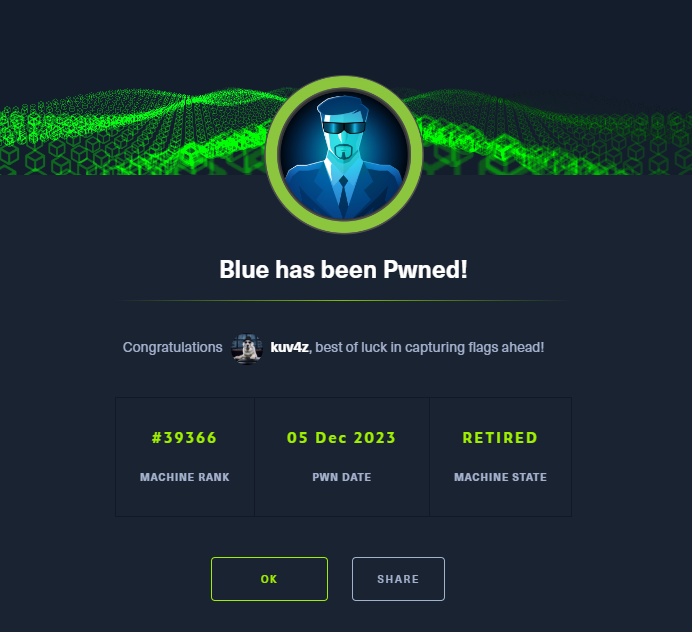 Blue has been Pwned!
Congratulations kuv4z, best of luck in capturing flags ahead!
#39366 05 Dec 2023 RETIRED
MACHINE RANK PWN DATE MACHINE STATE
OK SHARE